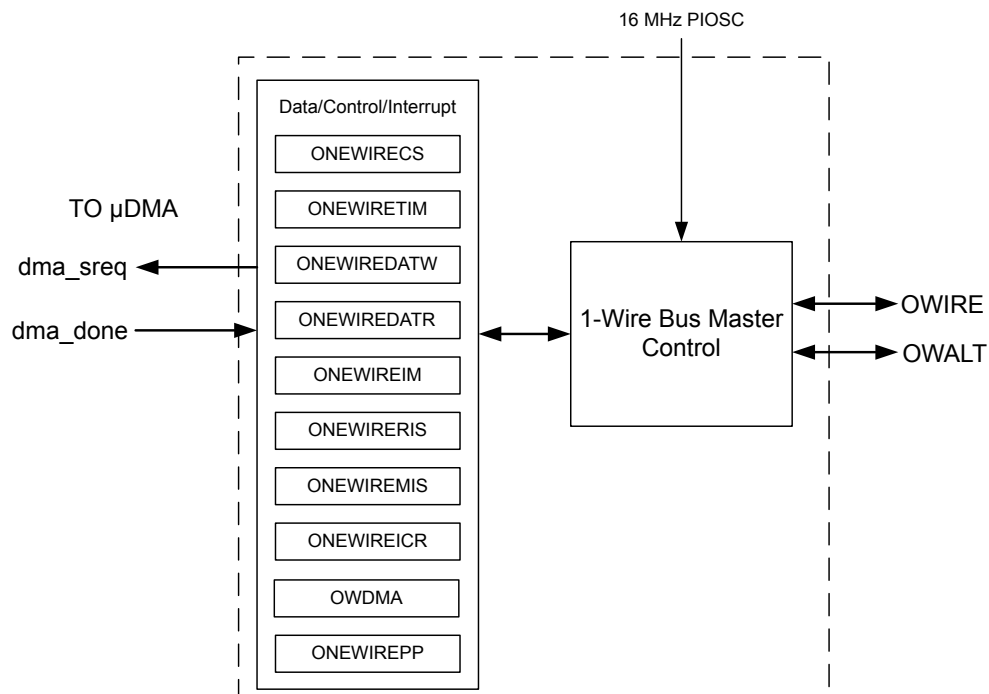 16 MHz PIOSC
Data/Control/Interrupt
ONEWIRECS
ONEWIRETIM
TO µDMA
dma_sreq
ONEWIREDATW
dma_done
ONEWIREDATR
1-Wire Bus Master
Control
OWIRE
OWALT
ONEWIREIM
ONEWIRERIS
ONEWIREMIS
ONEWIREICR
OWDMA
ONEWIREPP